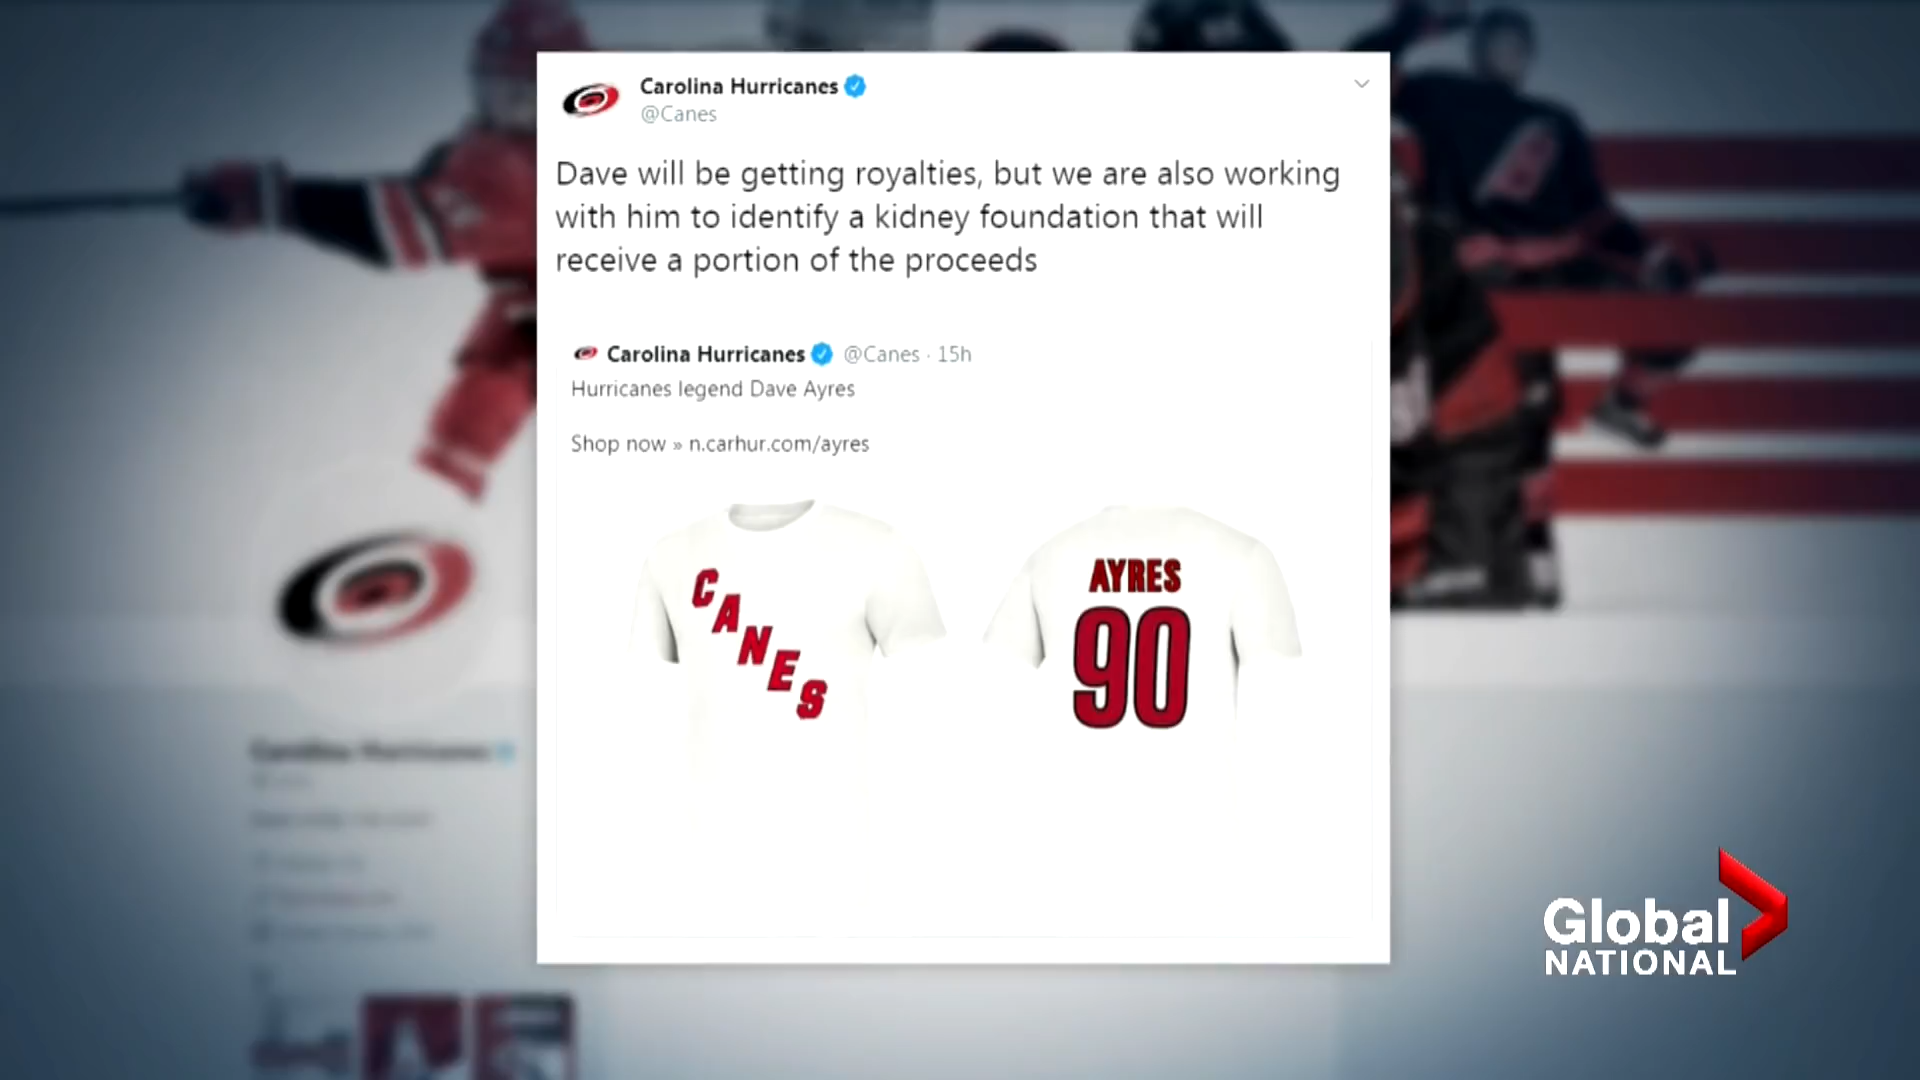 Carolina Hurricanes
@Canes
Dave will be getting royalties, but we are also working
with him to identify a kidney foundation that will
receive a portion of the proceeds
Carolina Hurricanes @Canes · 15h
Hurricanes legend Dave Ayres
Shop now » n.carhur.com/ayres
CANES
AYRES
90
Carolina Hurricanes
Global
NATIONAL